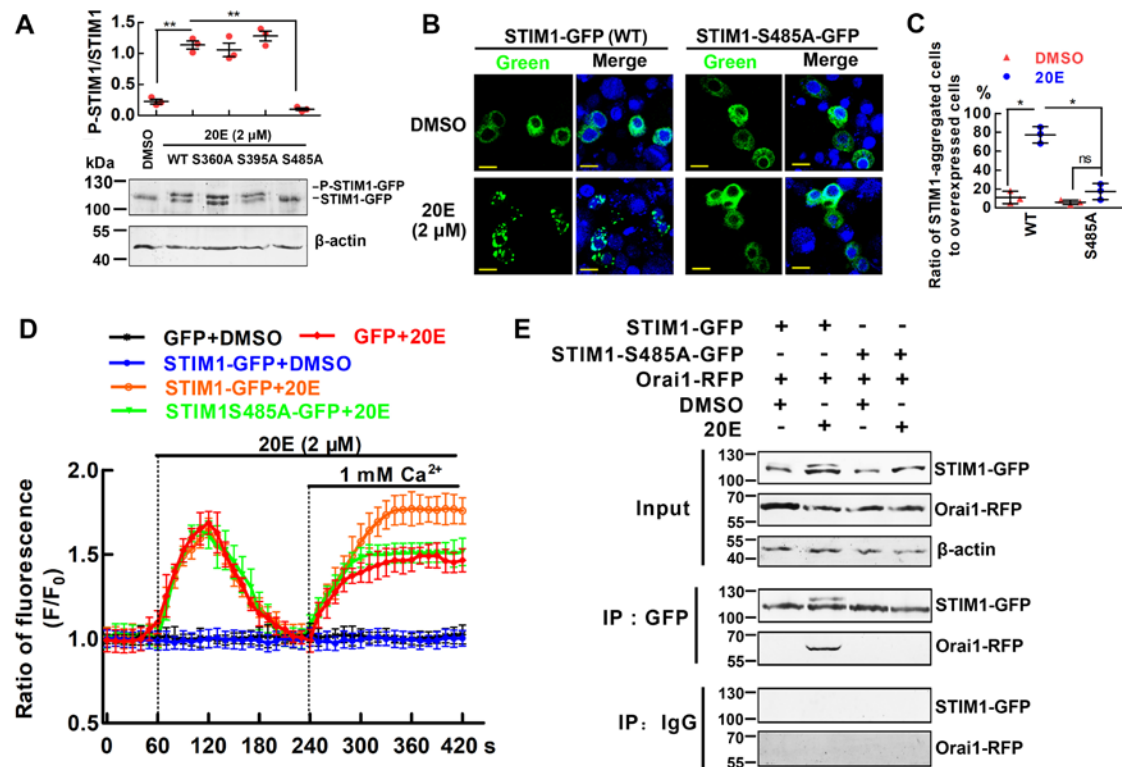 A
P-STIM1/STIM1
1.5
1.0
0.5
0.0
**
**
DMSO
20E (2 μM)
WT S360A S395A S485A
kDa
130
100
55
40
P-STIM1-GFP
STIM1-GFP
β-actin
B
STIM1-GFP (WT)
STIM1-S485A-GFP
Green
Merge
Green
Merge
DMSO
20E
(2 μM)
C
DMSO
20E
Ratio of STIM1-aggregated cells
to overexpressed cells
%
100
80
60
40
20
0
*
*
ns
WT
S485A
D
GFP+DMSO
GFP+20E
STIM1-GFP+DMSO
STIM1-GFP+20E
STIM1S485A-GFP+20E
20E (2 μM)
1 mM Ca²⁺
Ratio of fluorescence
(F/F₀)
2.0
1.5
1.0
0.5
0 60 120 180 240 300 360 420 s
E
STIM1-GFP + + - -
STIM1-S485A-GFP - - + +
Orai1-RFP + + + +
DMSO + - + -
20E - + - +
Input
130
100
STIM1-GFP
70
55
Orai1-RFP
55
40
β-actin
IP : GFP
130
100
STIM1-GFP
70
55
Orai1-RFP
IP: IgG
130
100
STIM1-GFP
70
55
Orai1-RFP